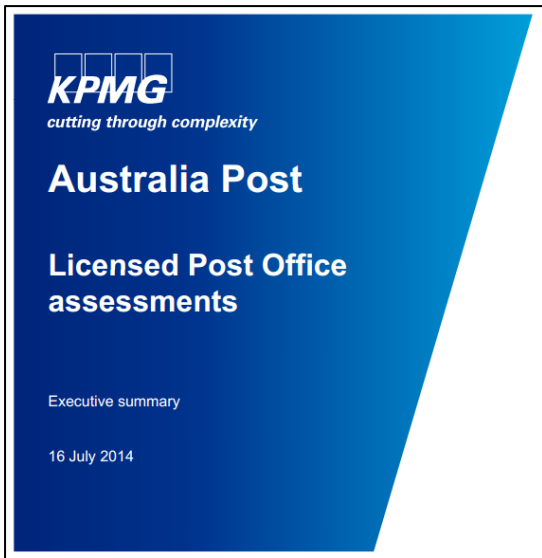 KPMG
cutting through complexity
Australia Post
Licensed Post Office
assessments
Executive summary
16 July 2014